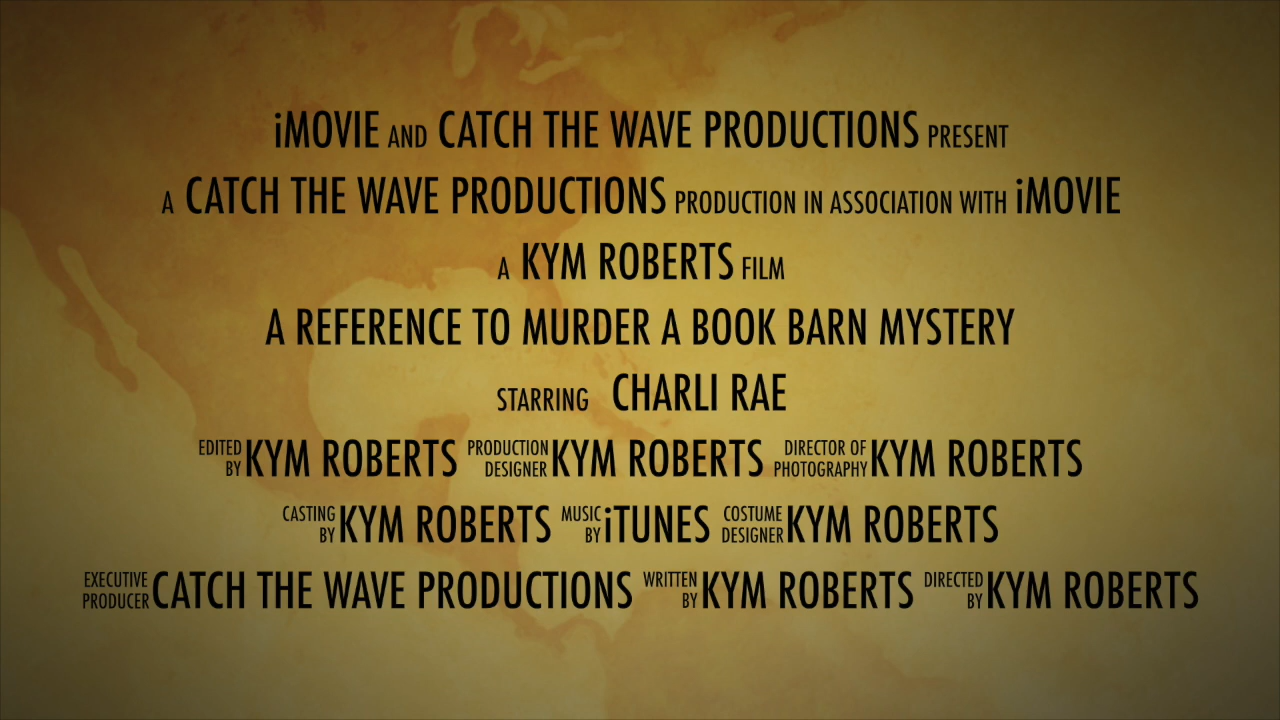 iMOVIE AND CATCH THE WAVE PRODUCTIONS PRESENT
A CATCH THE WAVE PRODUCTIONS PRODUCTION IN ASSOCIATION WITH iMOVIE
A KYM ROBERTS FILM
A REFERENCE TO MURDER A BOOK BARN MYSTERY
STARRING CHARLI RAE
EDITED BY KYM ROBERTS PRODUCTION DESIGNER KYM ROBERTS DIRECTOR OF PHOTOGRAPHY KYM ROBERTS
CASTING BY KYM ROBERTS MUSIC BY iTUNES COSTUME DESIGNER KYM ROBERTS
EXECUTIVE PRODUCER CATCH THE WAVE PRODUCTIONS WRITTEN BY KYM ROBERTS DIRECTED BY KYM ROBERTS